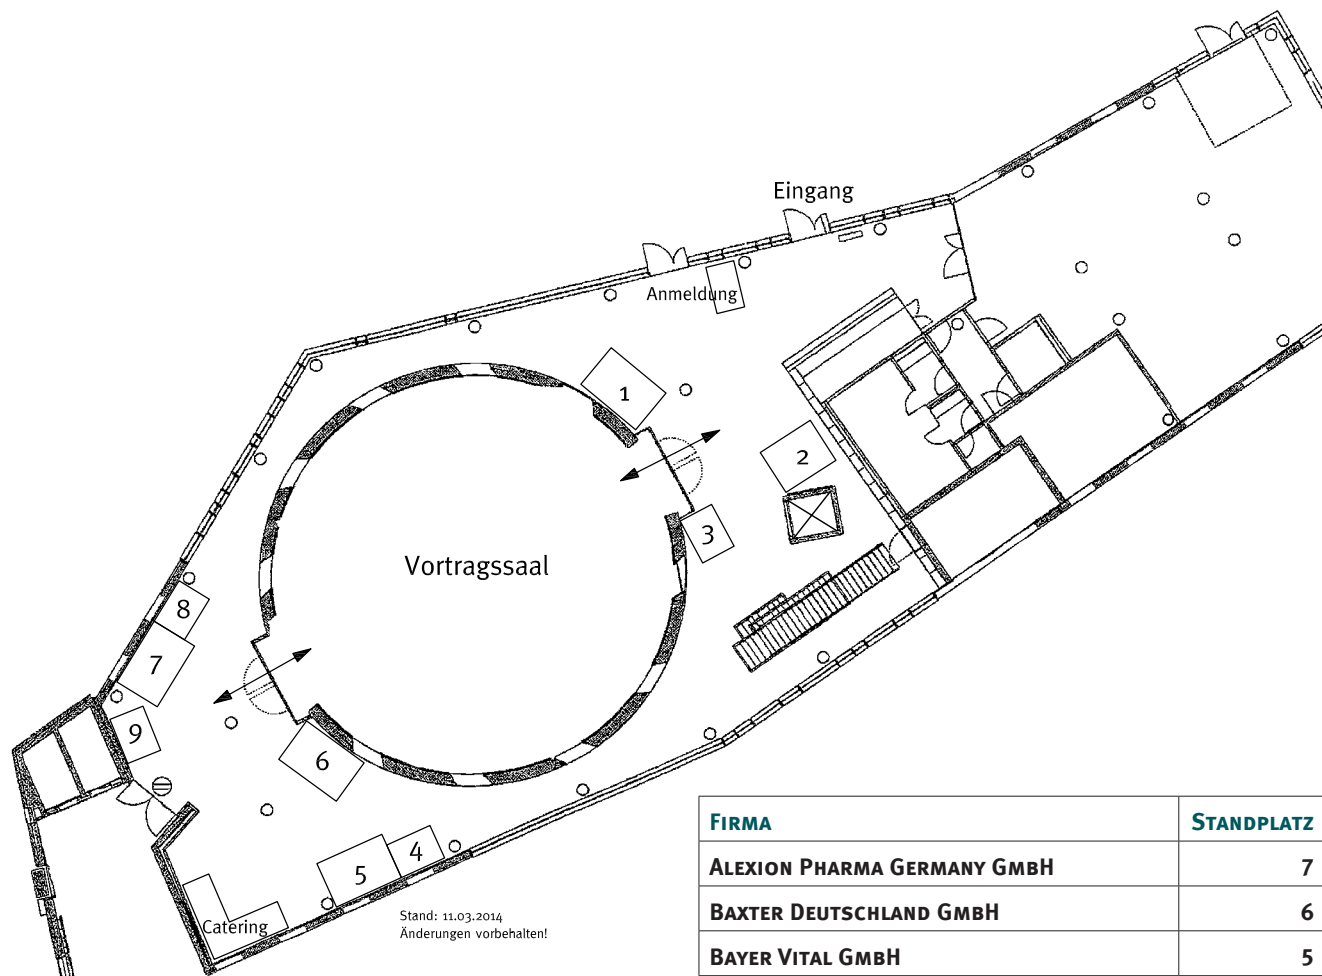 Eingang
Anmeldung
1
2
3
Vortragssaal
8
7
9
6
4
5
Catering
Stand: 11.03.2014
Änderungen vorbehalten!
Firma Standplatz
Alexion Pharma Germany GmbH 7
Baxter Deutschland GmbH 6
Bayer Vital GmbH 5